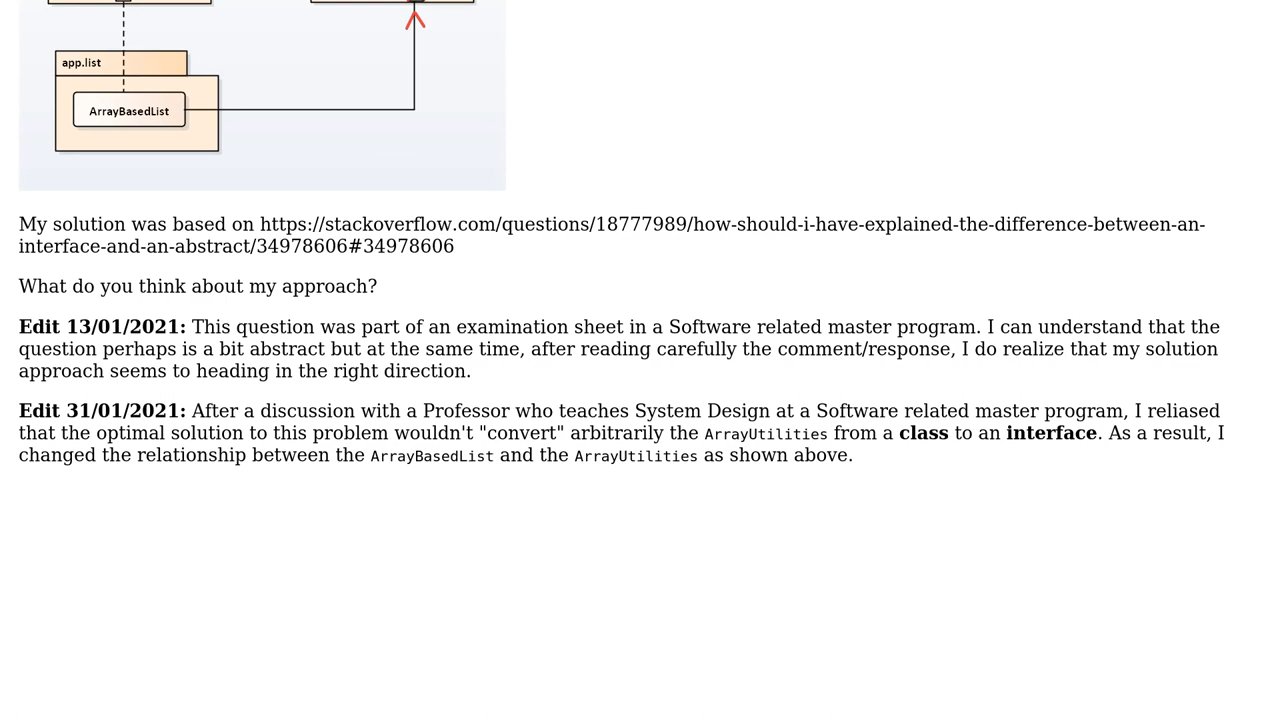 app.list
ArrayBasedList
My solution was based on https://stackoverflow.com/questions/18777989/how-should-i-have-explained-the-difference-between-an-
interface-and-an-abstract/34978606#34978606
What do you think about my approach?
Edit 13/01/2021: This question was part of an examination sheet in a Software related master program. I can understand that the
question perhaps is a bit abstract but at the same time, after reading carefully the comment/response, I do realize that my solution
approach seems to heading in the right direction.
Edit 31/01/2021: After a discussion with a Professor who teaches System Design at a Software related master program, I reliased
that the optimal solution to this problem wouldn't "convert" arbitrarily the ArrayUtilities from a class to an interface. As a result, I
changed the relationship between the ArrayBasedList and the ArrayUtilities as shown above.